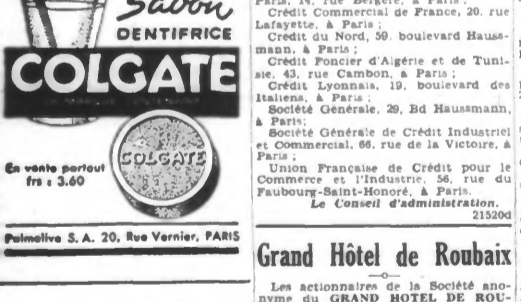 Savon
DENTIFRICE
COLGATE
COLGATE
En vente partout
frs : 3.60
Palmolive S. A. 20, Rue Vernier, PARIS
Paris, 14, rue Bergère, à Paris ;
Crédit Commercial de France, 20, rue
Lafayette, à Paris ;
Crédit du Nord, 59, boulevard Hauss-
mann, à Paris ;
Crédit Foncier d'Algérie et de Tuni-
sie, 43, rue Cambon, à Paris ;
Crédit Lyonnais, 19, boulevard des
Italiens, à Paris ;
Société Générale, 29, Bd Haussmann,
à Paris;
Société Générale de Crédit Industriel
et Commercial, 66, rue de la Victoire, à
Paris ;
Union Française de Crédit pour le
Commerce et l'Industrie, 56, rue du
Faubourg-Saint-Honoré, à Paris.
Le Conseil d'administration.
21520d
Grand Hôtel de Roubaix
Les actionnaires de la Société ano-
nyme du GRAND HOTEL DE ROU-